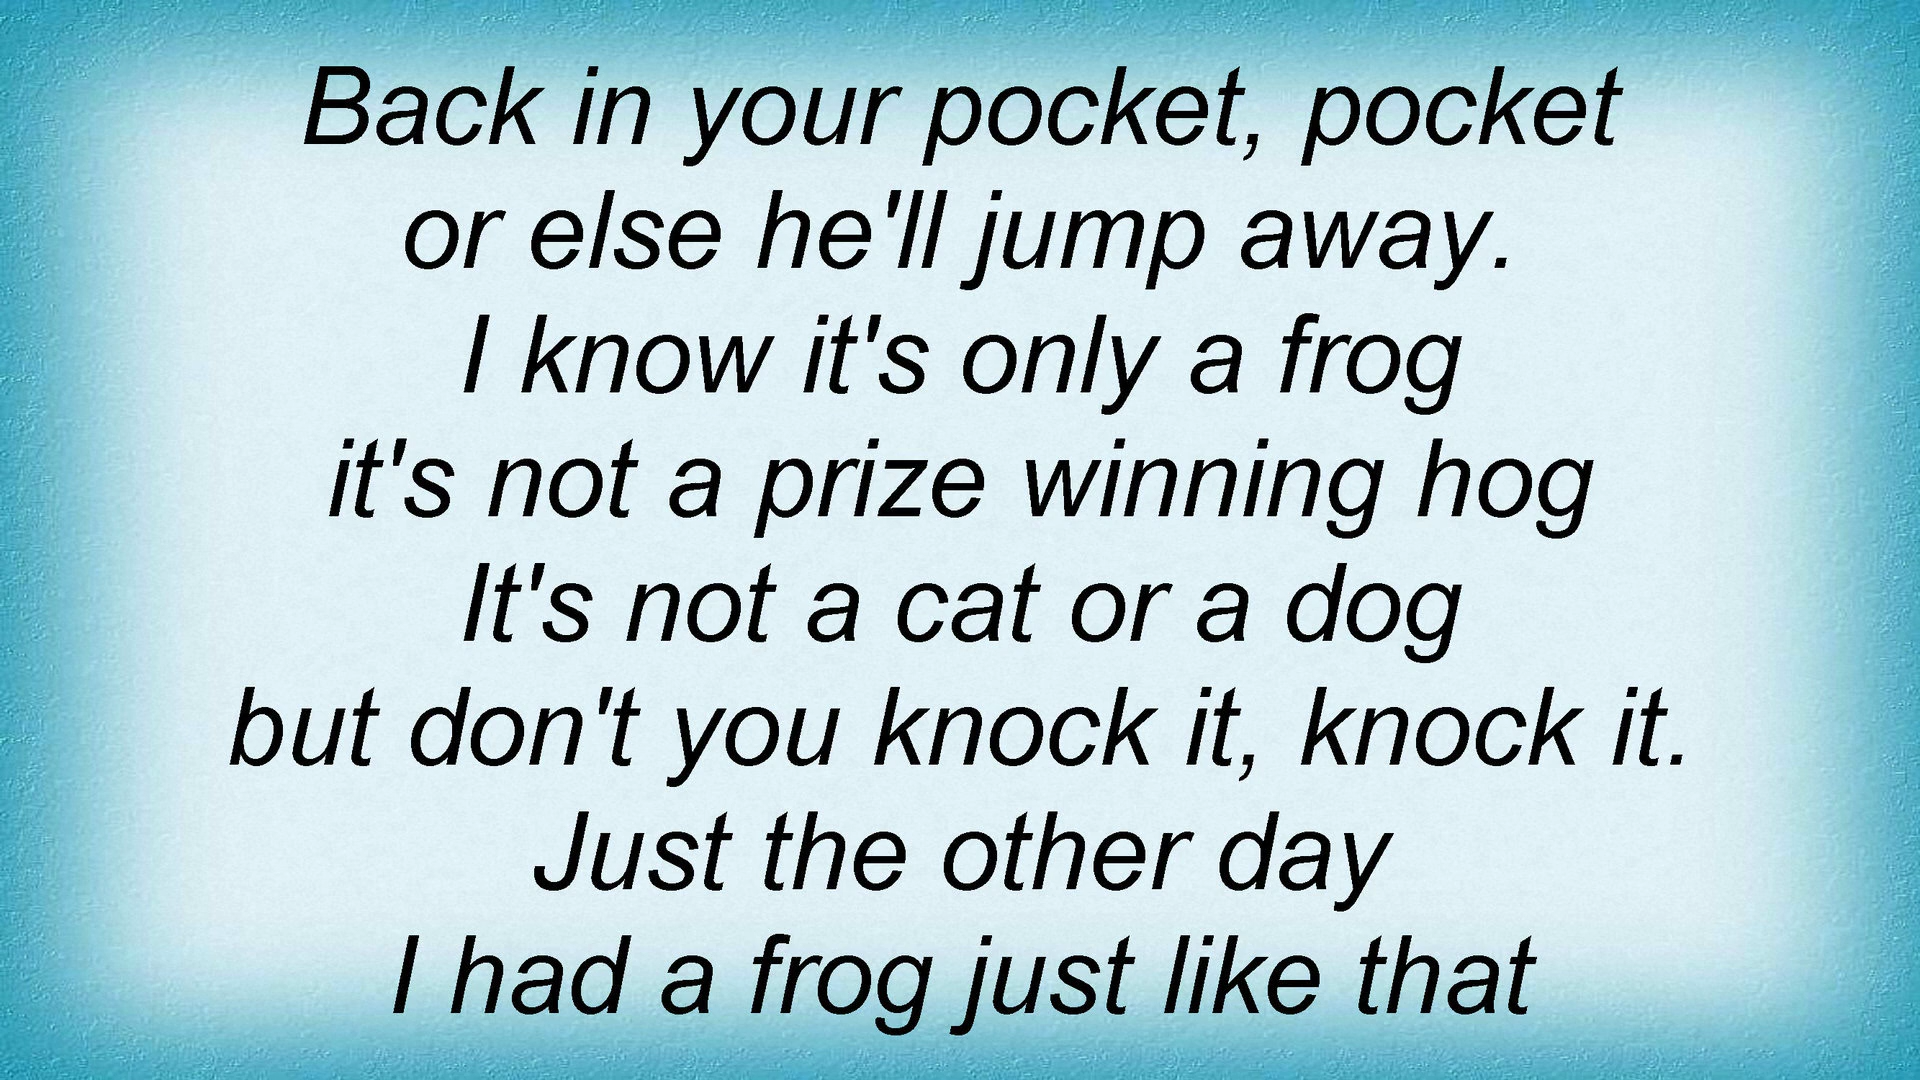 Back in your pocket, pocket
or else he'll jump away.
I know it's only a frog
it's not a prize winning hog
It's not a cat or a dog
but don't you knock it, knock it.
Just the other day
I had a frog just like that